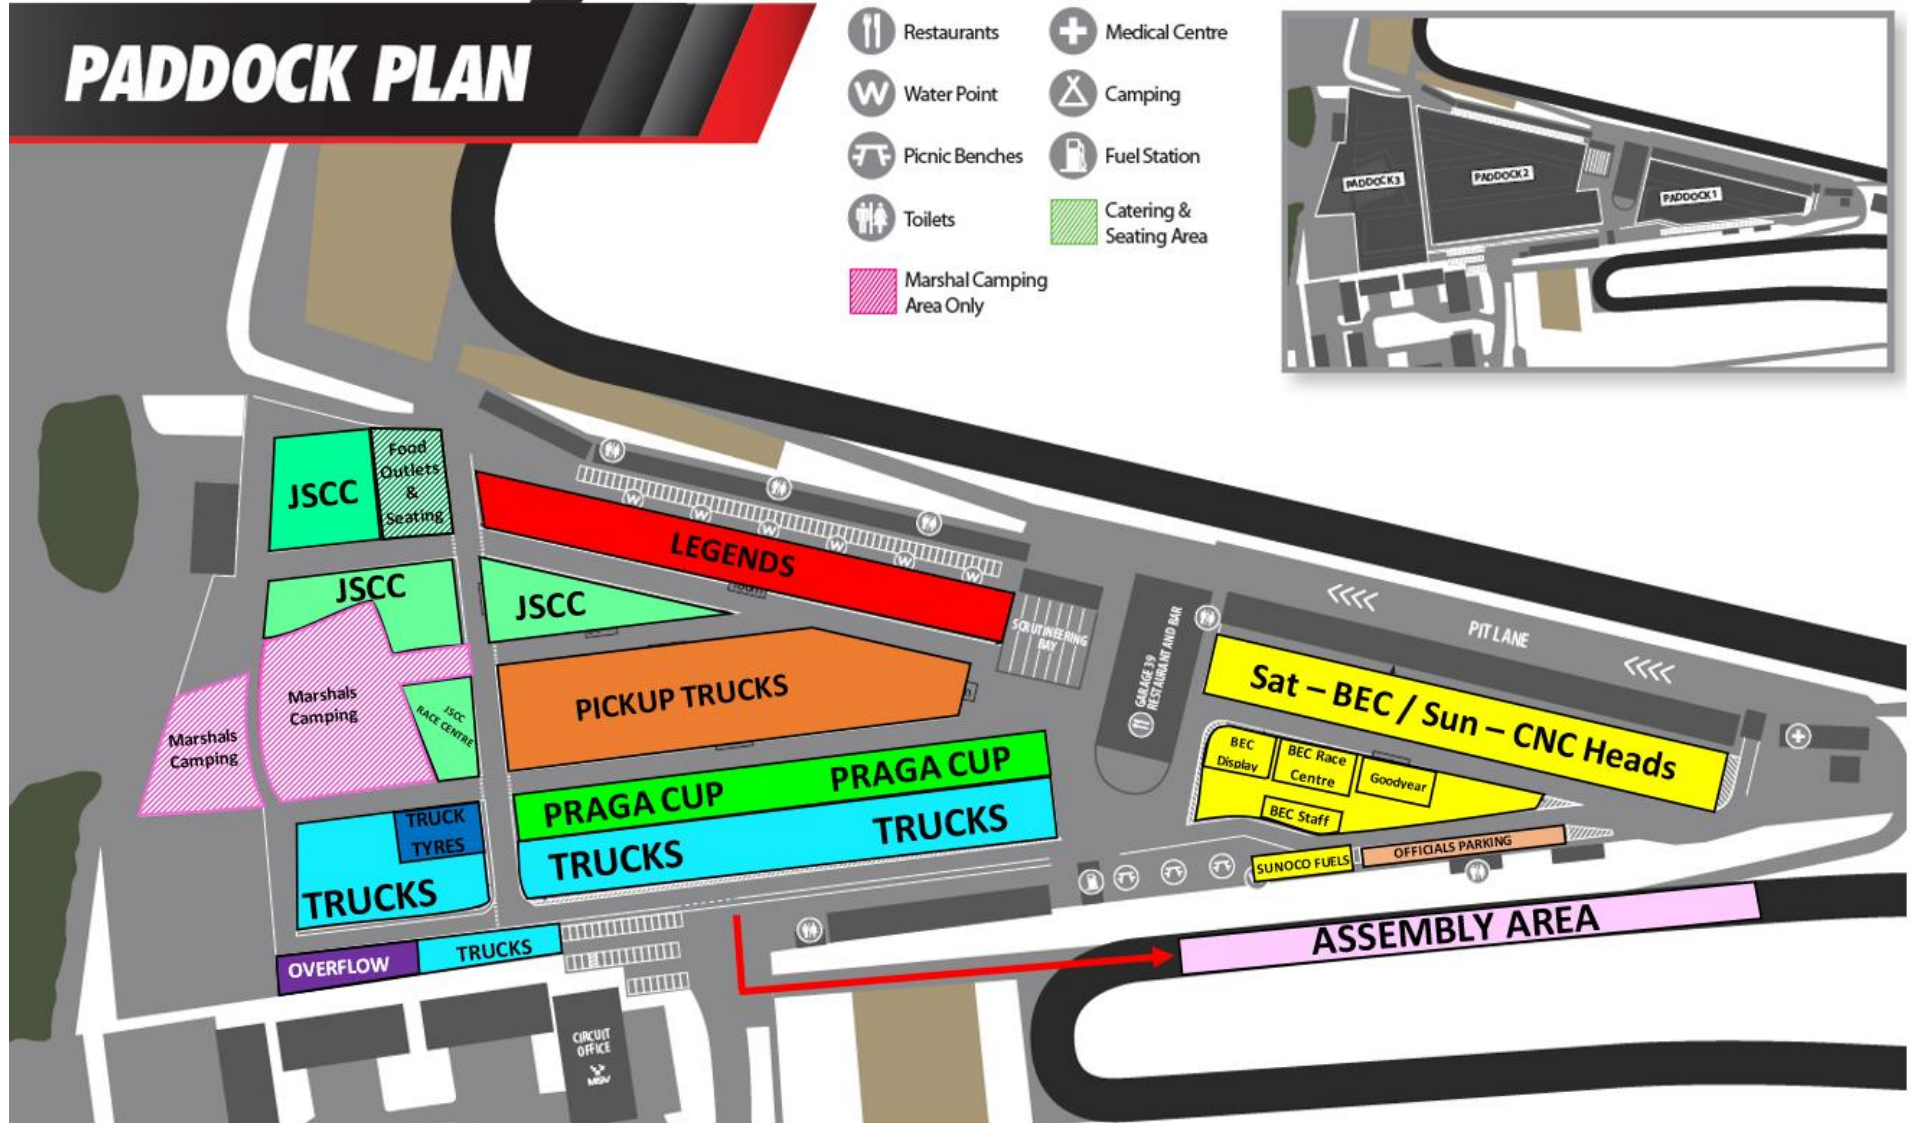 PADDOCK PLAN
Restaurants
Medical Centre
W
Water Point
Camping
Picnic Benches
Fuel Station
Toilets
Catering &
Seating Area
Marshal Camping
Area Only
PADDOCK 3
PADDOCK 2
PADDOCK 1
JSCC
Food
Outlets
&
Seating
LEGENDS
W
W
W
W
W
W
JSCC
JSCC
SCRUTINEERING
BAY
GARAGE 39
RESTAURANT AND BAR
PIT LANE
Sat – BEC / Sun – CNC Heads
PICKUP TRUCKS
Marshals
Camping
JSCC
RACE CENTRE
Marshals
Camping
BEC
Display
BEC Race
Centre
Goodyear
BEC Staff
PRAGA CUP
PRAGA CUP
TRUCK
TYRES
TRUCKS
TRUCKS
TRUCKS
SUNOCO FUELS
OFFICIALS PARKING
OVERFLOW
TRUCKS
ASSEMBLY AREA
CIRCUIT
OFFICE
MSV